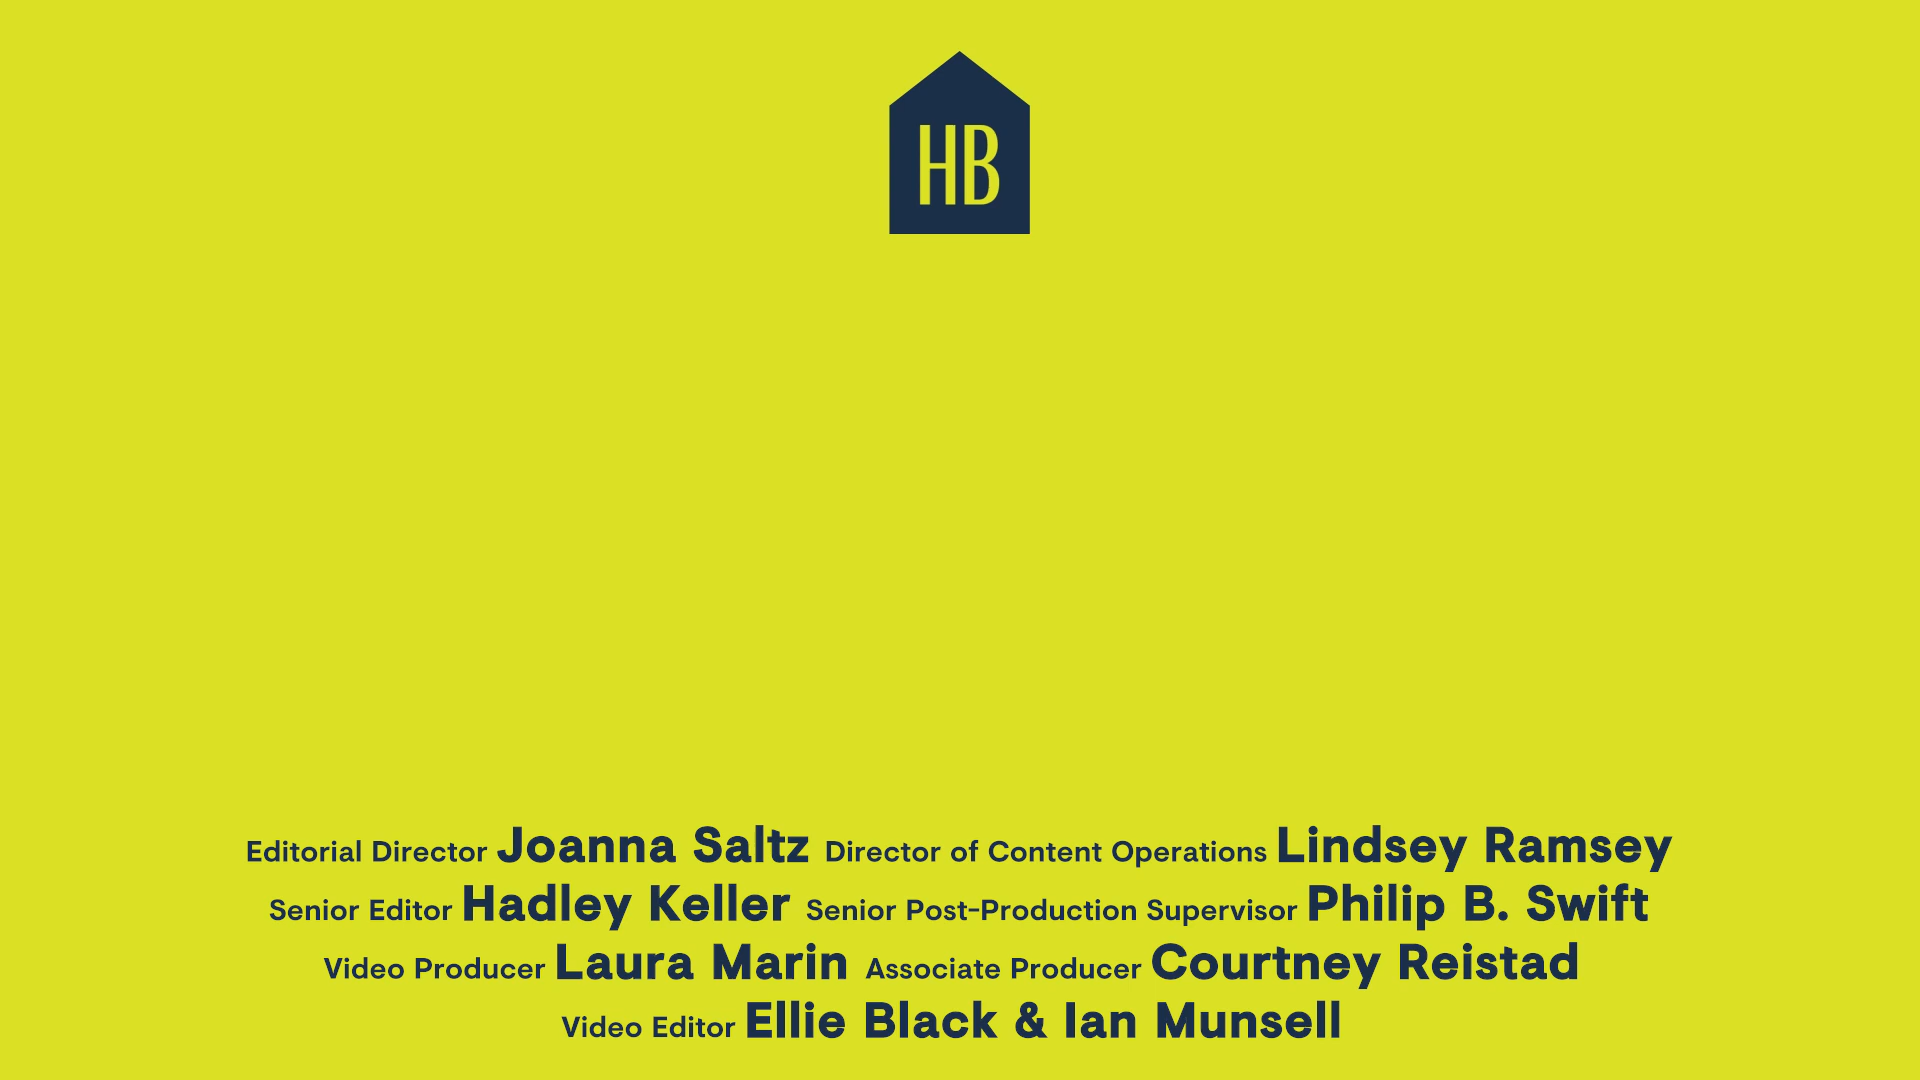 HB
Editorial Director Joanna Saltz Director of Content Operations Lindsey Ramsey
Senior Editor Hadley Keller Senior Post-Production Supervisor Philip B. Swift
Video Producer Laura Marin Associate Producer Courtney Reistad
Video Editor Ellie Black & Ian Munsell